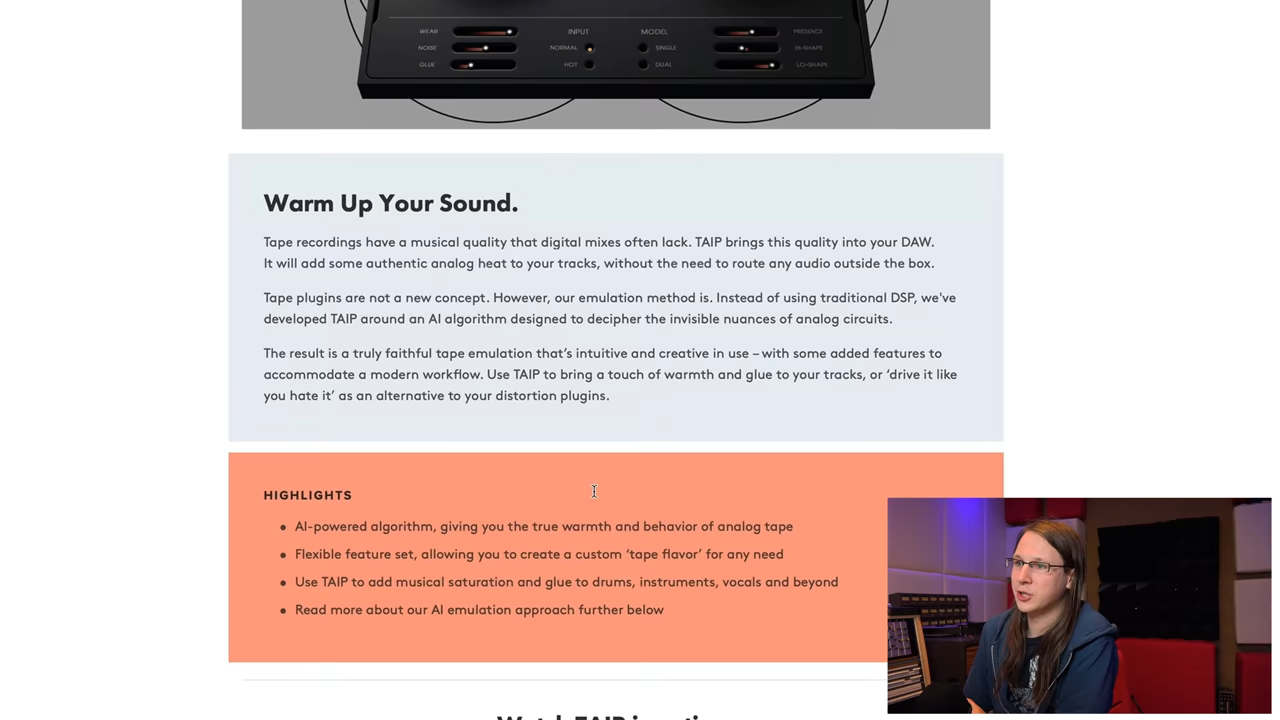 WEAR
INPUT
MODEL
PRESENCE
NOISE
NORMAL
SINGLE
HI-SHAPE
GLUE
HOT
DUAL
LO-SHAPE
Warm Up Your Sound.
Tape recordings have a musical quality that digital mixes often lack. TAIP brings this quality into your DAW.
It will add some authentic analog heat to your tracks, without the need to route any audio outside the box.
Tape plugins are not a new concept. However, our emulation method is. Instead of using traditional DSP, we've
developed TAIP around an AI algorithm designed to decipher the invisible nuances of analog circuits.
The result is a truly faithful tape emulation that’s intuitive and creative in use – with some added features to
accommodate a modern workflow. Use TAIP to bring a touch of warmth and glue to your tracks, or ‘drive it like
you hate it’ as an alternative to your distortion plugins.
HIGHLIGHTS
AI-powered algorithm, giving you the true warmth and behavior of analog tape
Flexible feature set, allowing you to create a custom ‘tape flavor’ for any need
Use TAIP to add musical saturation and glue to drums, instruments, vocals and beyond
Read more about our AI emulation approach further below
Watch TAIP in